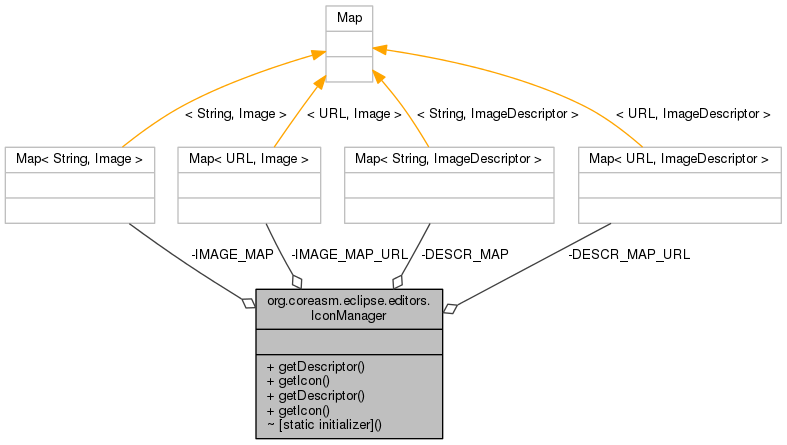 Map
< String, Image >
< URL, Image >
< String, ImageDescriptor >
< URL, ImageDescriptor >
Map< String, Image >
Map< URL, Image >
Map< String, ImageDescriptor >
Map< URL, ImageDescriptor >
-IMAGE_MAP
-IMAGE_MAP_URL
-DESCR_MAP
-DESCR_MAP_URL
org.coreasm.eclipse.editors.
IconManager
+ getDescriptor()
+ getIcon()
+ getDescriptor()
+ getIcon()
~ [static initializer]()